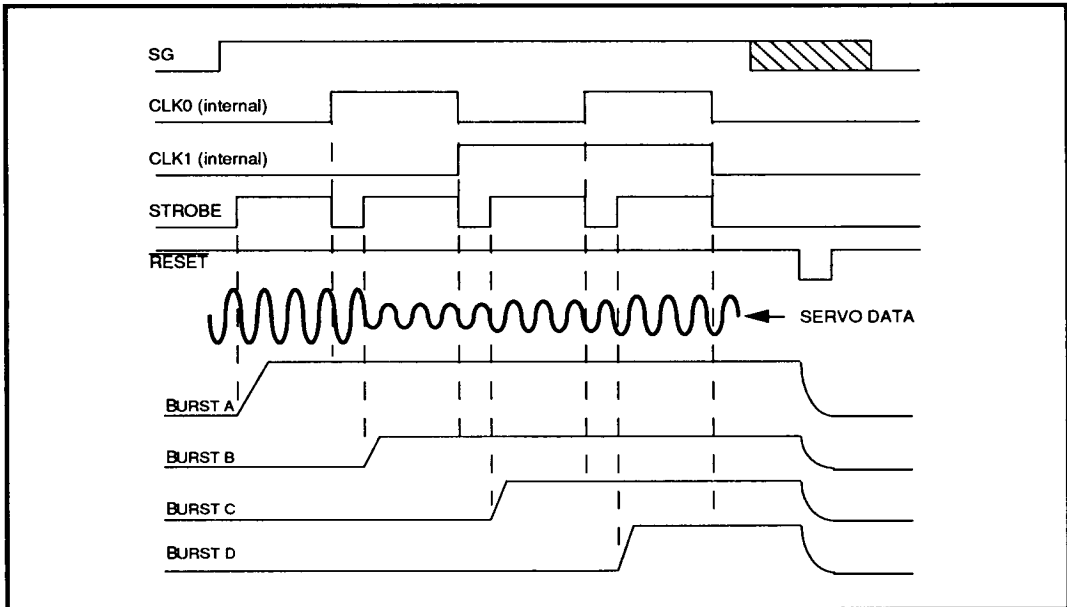 SG
CLK0 (internal)
CLK1 (internal)
STROBE
RESET
SERVO DATA
BURST A
BURST B
BURST C
BURST D